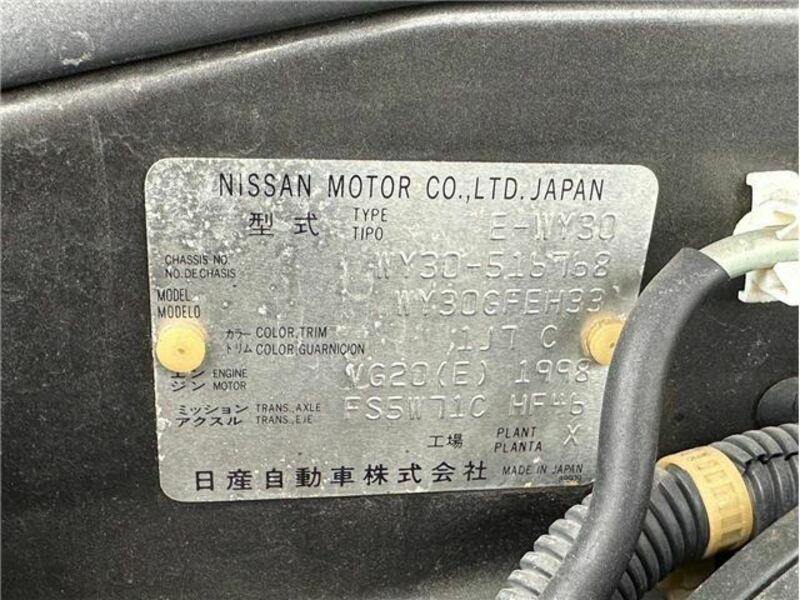 NISSAN MOTOR CO.,LTD. JAPAN
型式 TYPE TIPO E-WY30
CHASSIS NO NO. DE CHASIS WY30-516768
MODEL MODELO WY30GFEH33
カラー トリム COLOR, TRIM COLOR, GUARNICION 1J7 C
エンジン ENGINE MOTOR VG20(E) 1998
ミッション アクスル TRANS., AXLE TRANS., EJE FS5W71C HF46
工場 PLANT PLANTA X
日産自動車株式会社 MADE IN JAPAN